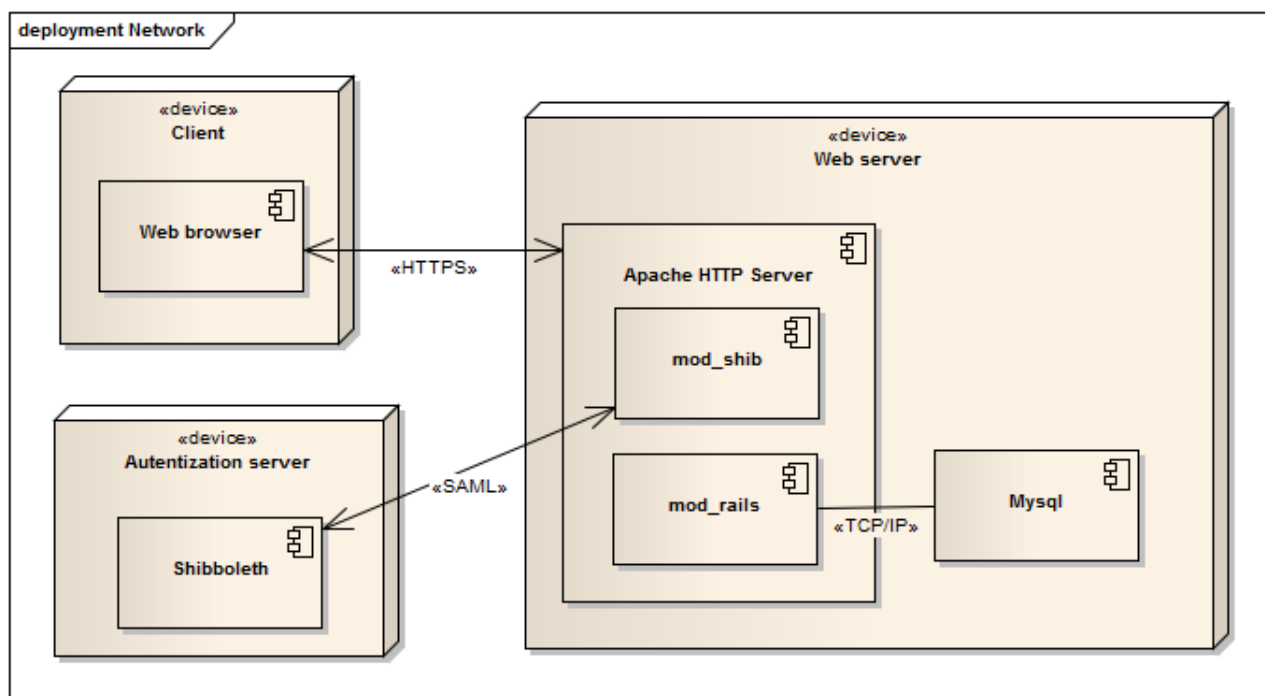 deployment Network
«device»
Client
Web browser
«HTTPS»
«device»
Web server
Apache HTTP Server
mod_shib
«device»
Autentization server
Shibboleth
«SAML»
mod_rails
«TCP/IP»
Mysql